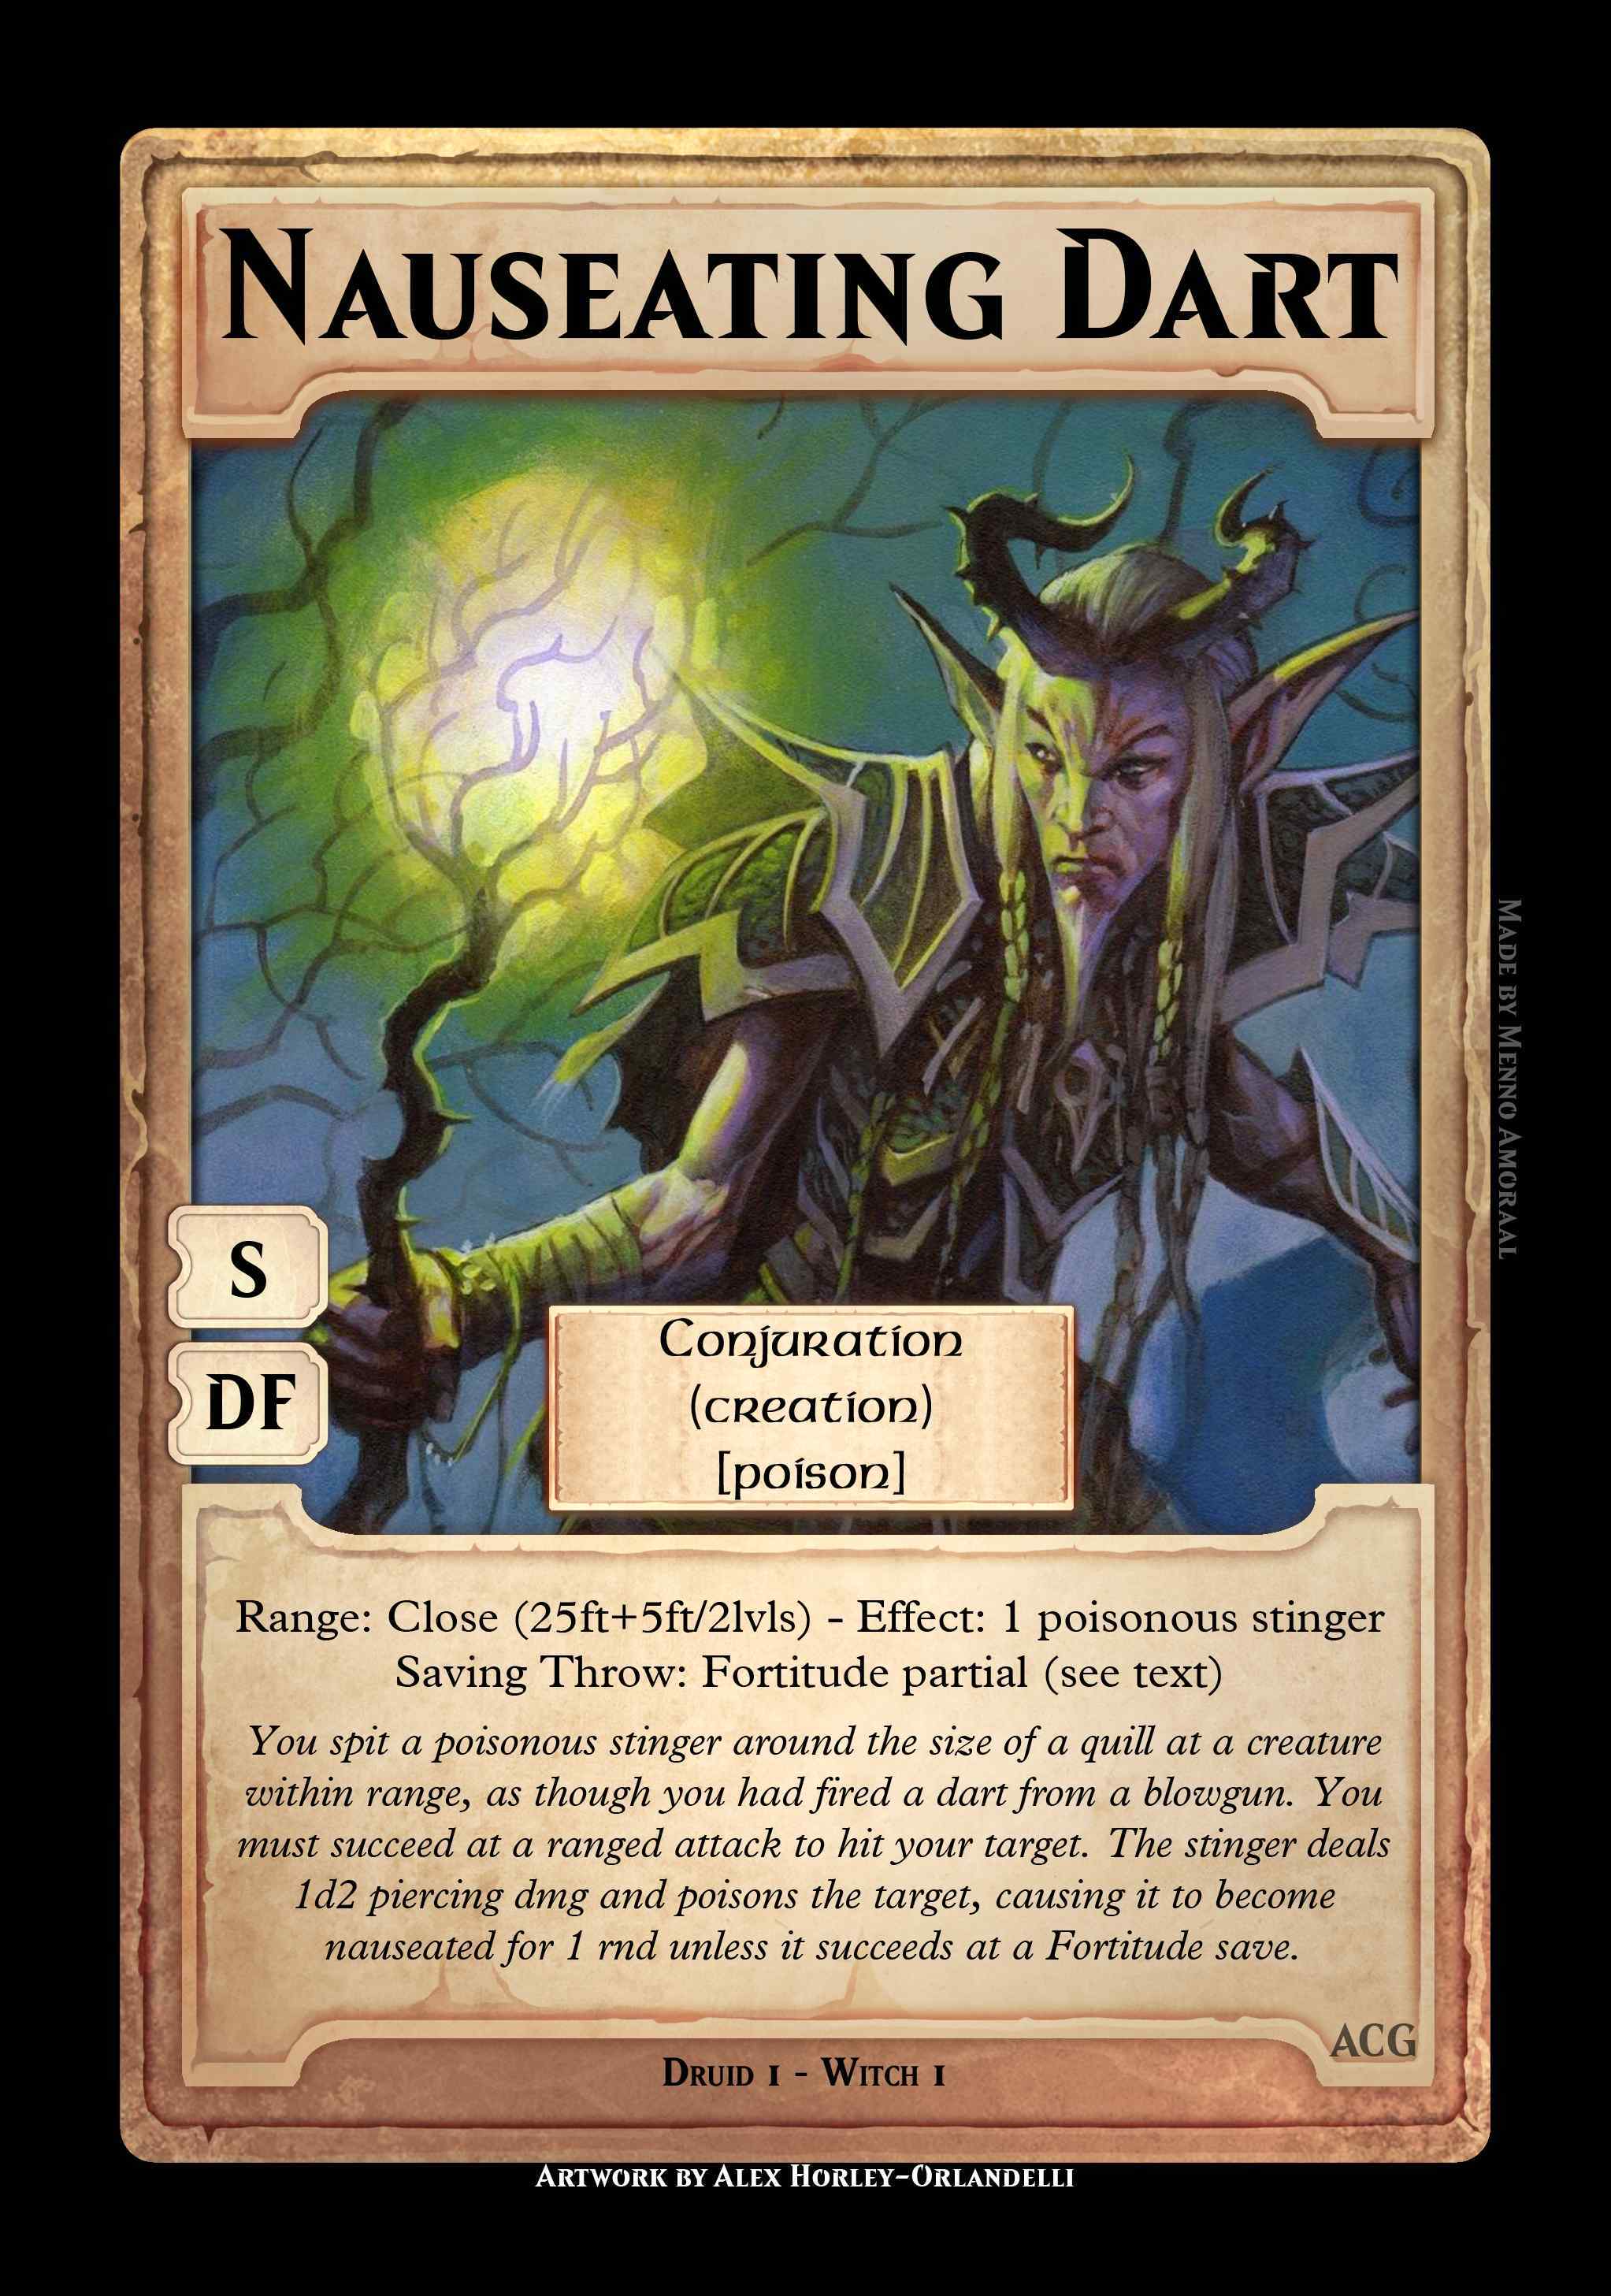 Nauseating Dart
Made by Menno Amoraal
S
DF
Conjuration
(creation)
[poison]
Range: Close (25ft+5ft/2lvls) - Effect: 1 poisonous stinger
Saving Throw: Fortitude partial (see text)
You spit a poisonous stinger around the size of a quill at a creature
within range, as though you had fired a dart from a blowgun. You
must succeed at a ranged attack to hit your target. The stinger deals
1d2 piercing dmg and poisons the target, causing it to become
nauseated for 1 rnd unless it succeeds at a Fortitude save.
ACG
Druid 1 - Witch 1
Artwork by Alex Horley-Orlandelli